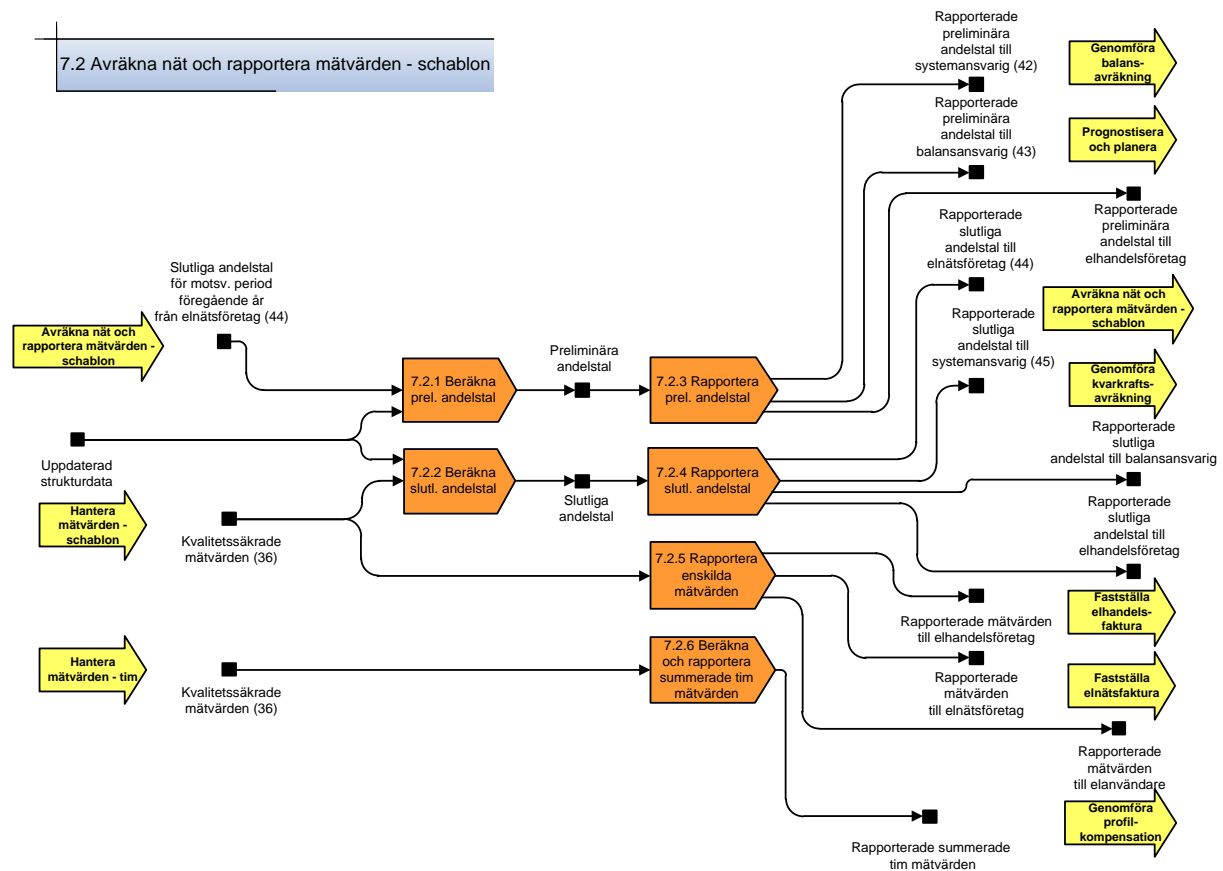 7.2 Avräkna nät och rapportera mätvärden - schablon
Rapporterade
preliminära
andelstal till
systemansvarig (42)
Genomföra
balans-
avräkning
Rapporterade
preliminära
andelstal till
balansansvarig (43)
Prognostisera
och planera
Rapporterade
preliminära
andelstal till
elhandelsföretag
Rapporterade
slutliga
andelstal till
elnätsföretag (44)
Slutliga andelstal
för motsv. period
föregående år
från elnätsföretag (44)
Avräkna nät och
rapportera mätvärden -
schablon
Avräkna nät och
rapportera mätvärden -
schablon
Rapporterade
slutliga
andelstal till
systemansvarig (45)
7.2.1 Beräkna
prel. andelstal
Preliminära
andelstal
7.2.3 Rapportera
prel. andelstal
Genomföra
kvarkrafts-
avräkning
Uppdaterad
strukturdata
7.2.2 Beräkna
slutl. andelstal
Slutliga
andelstal
7.2.4 Rapportera
slutl. andelstal
Rapporterade
slutliga
andelstal till balansansvarig
Rapporterade
slutliga
andelstal till
elhandelsföretag
Hantera
mätvärden -
schablon
Kvalitetssäkrade
mätvärden (36)
7.2.5 Rapportera
enskilda
mätvärden
Rapporterade mätvärden
till elhandelsföretag
Fastställa
elhandels-
faktura
Hantera
mätvärden - tim
Kvalitetssäkrade
mätvärden (36)
7.2.6 Beräkna
och rapportera
summerade tim
mätvärden
Rapporterade
mätvärden
till elnätsföretag
Fastställa
elnätsfaktura
Rapporterade
mätvärden
till elanvändare
Genomföra
profil-
kompensation
Rapporterade summerade
tim mätvärden